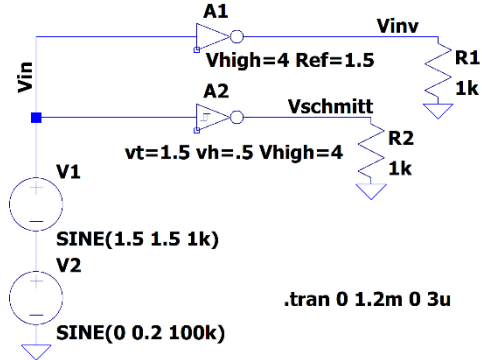 A1
Vinv
Vhigh=4 Ref=1.5
R1
1k
Vin
A2
Vschmitt
vt=1.5 vh=.5 Vhigh=4
R2
1k
V1
SINE(1.5 1.5 1k)
V2
SINE(0 0.2 100k)
.tran 0 1.2m 0 3u